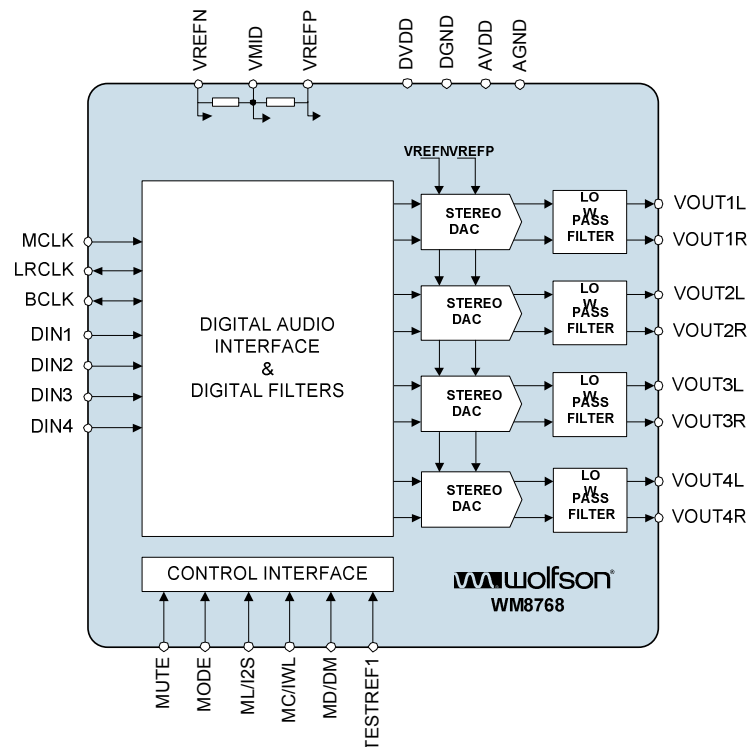 VREFN
VMID
VREFP
DVDD
DGND
AVDD
AGND
VREFN
VREFP
MCLK
LRCLK
BCLK
DIN1
DIN2
DIN3
DIN4
DIGITAL AUDIO
INTERFACE
&
DIGITAL FILTERS
STEREO
DAC
LO
W
PASS
FILTER
VOUT1L
VOUT1R
STEREO
DAC
LO
W
PASS
FILTER
VOUT2L
VOUT2R
STEREO
DAC
LO
W
PASS
FILTER
VOUT3L
VOUT3R
STEREO
DAC
LO
W
PASS
FILTER
VOUT4L
VOUT4R
CONTROL INTERFACE
wolfson®
WM8768
MUTE
MODE
ML/I2S
MC/IWL
MD/DM
TESTREF1